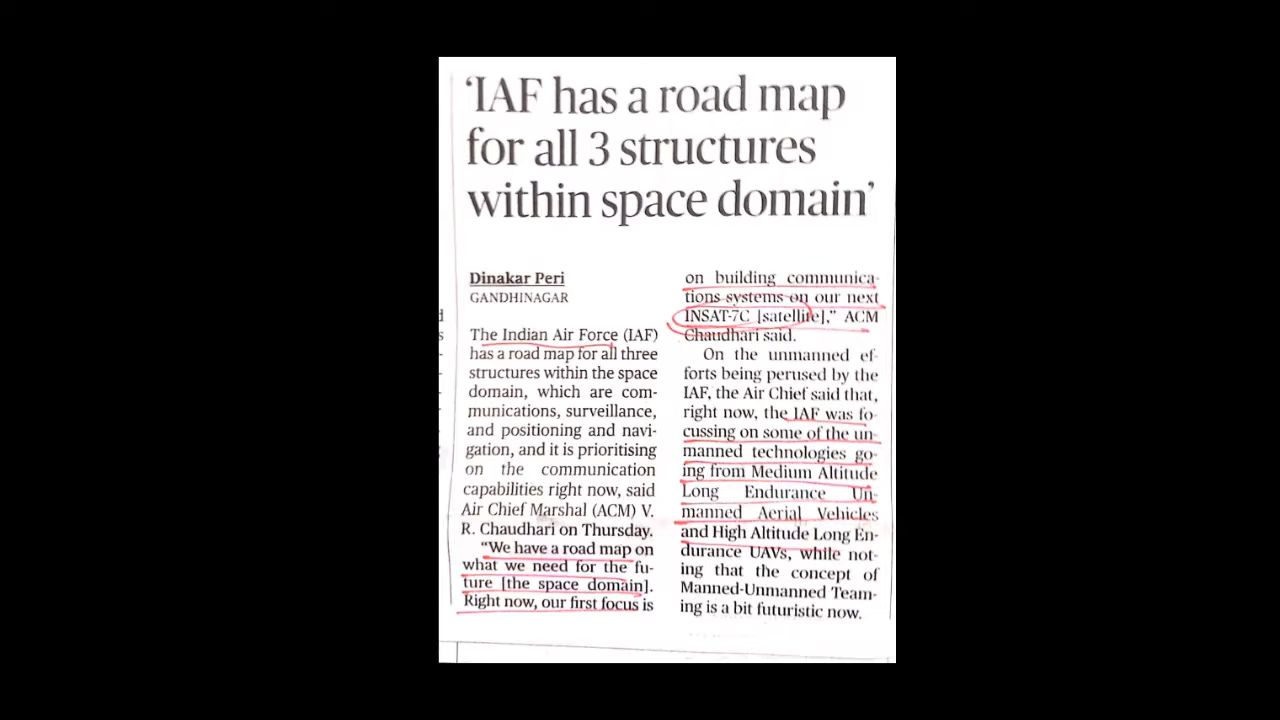 ‘IAF has a road map
for all 3 structures
within space domain’
Dinakar Peri
GANDHINAGAR
The Indian Air Force (IAF)
has a road map for all three
structures within the space
domain, which are com-
munications, surveillance,
and positioning and navi-
gation, and it is prioritising
on the communication
capabilities right now, said
Air Chief Marshal (ACM) V.
R. Chaudhari on Thursday.
“We have a road map on
what we need for the fu-
ture [the space domain].
Right now, our first focus is
on building communica-
tions systems on our next
INSAT-7C [satellite],” ACM
Chaudhari said.
On the unmanned ef-
forts being perused by the
IAF, the Air Chief said that,
right now, the IAF was fo-
cussing on some of the un-
manned technologies go-
ing from Medium Altitude
Long Endurance Un-
manned Aerial Vehicles
and High Altitude Long En-
durance UAVs, while not-
ing that the concept of
Manned-Unmanned Team-
ing is a bit futuristic now.